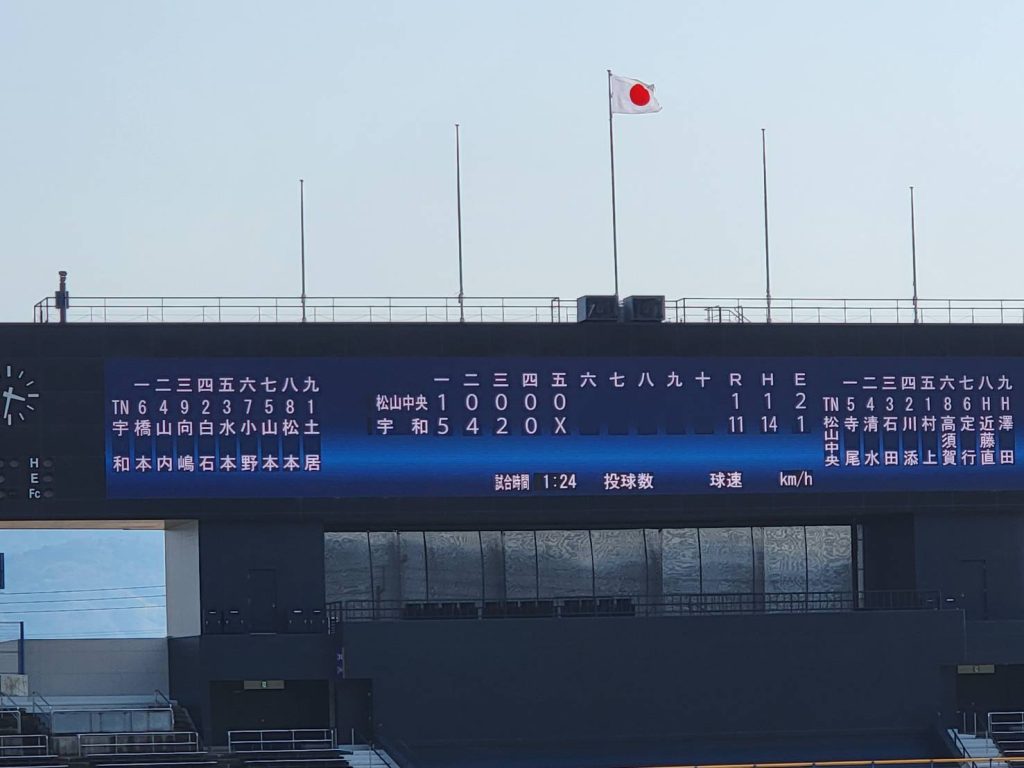 一二三四五六七八九
TN 6 4 9 2 3 7 5 8 1
宇和 橋本 山内 向嶋 白石 水本 小野 山本 松本 土居
一 二 三 四 五 六 七 八 九 十 R H E
松山中央 1 0 0 0 0 1 1 2
宇和 5 4 2 0 X 11 14 1
試合時間 1:24 投球数 球速 km/h
一二三四五六七八九
TN 5 4 3 2 1 8 6 H H
松山中央 寺尾 清水 石田 川添 村上 高須賀 定行 近藤直 澤田
H
E
Fc